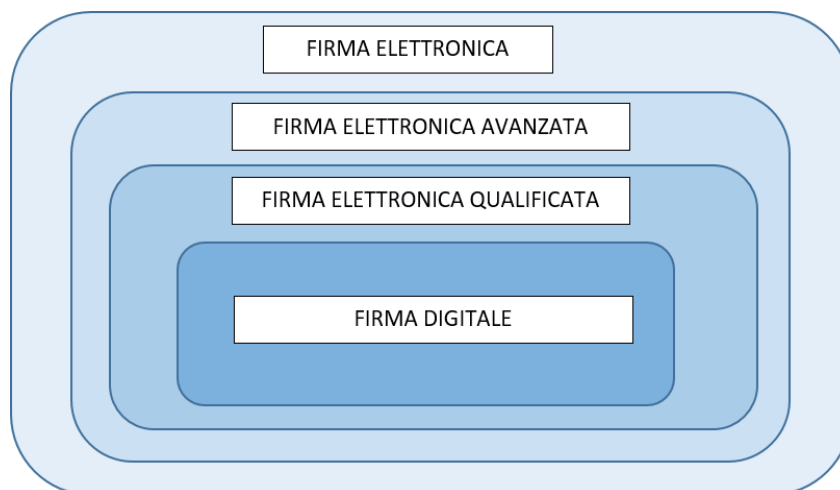 FIRMA ELETTRONICA
FIRMA ELETTRONICA AVANZATA
FIRMA ELETTRONICA QUALIFICATA
FIRMA DIGITALE